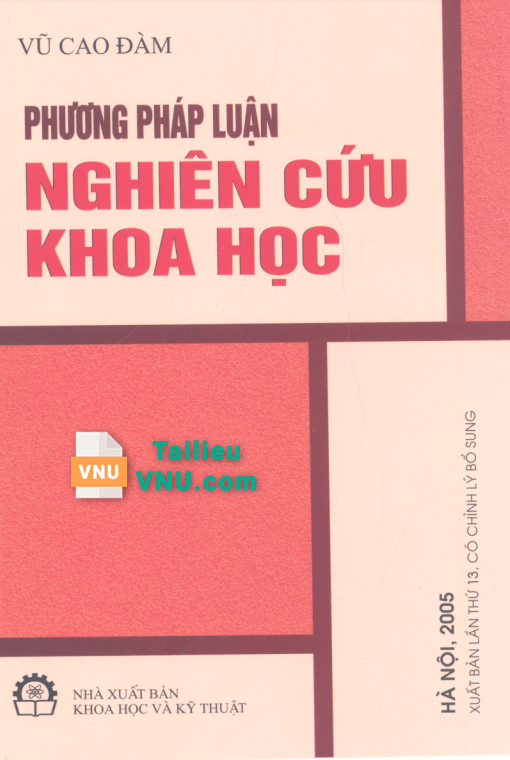 VŨ CAO ĐÀM
PHƯƠNG PHÁP LUẬN
NGHIÊN CỨU
KHOA HỌC
VNU
Tailieu
VNU.com
HÀ NỘI, 2005
XUẤT BẢN LẦN THỨ 13, CÓ CHỈNH LÝ BỔ SUNG
NHÀ XUẤT BẢN
KHOA HỌC VÀ KỸ THUẬT